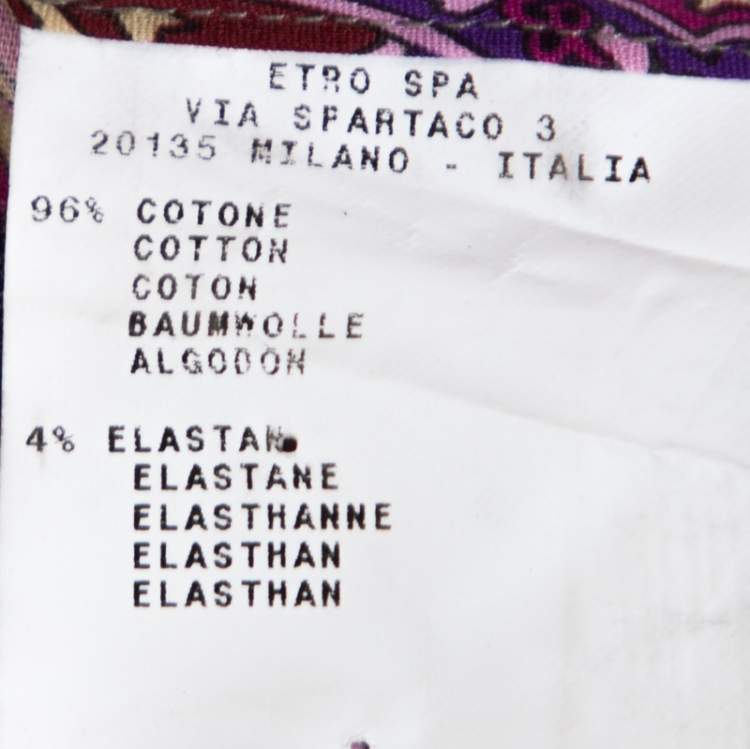 ETRO SPA
VIA SPARTACO 3
20135 MILANO - ITALIA
96% COTONE
COTTON
COTON
BAUMWOLLE
ALGODON
4% ELASTAN
ELASTANE
ELASTHANNE
ELASTHAN
ELASTHAN